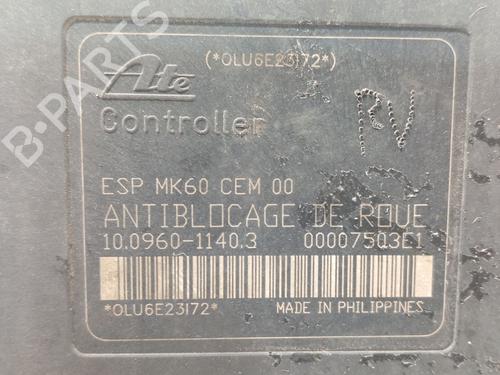 (*OLU6E23172*)
Ate
RV
Controller
ESP MK60 CEM 00
ANTIBLOCAGE DE ROUE
10.0960-1140.3 00007503E1
*OLU6E23172*
MADE IN PHILIPPINES
B-PARTS